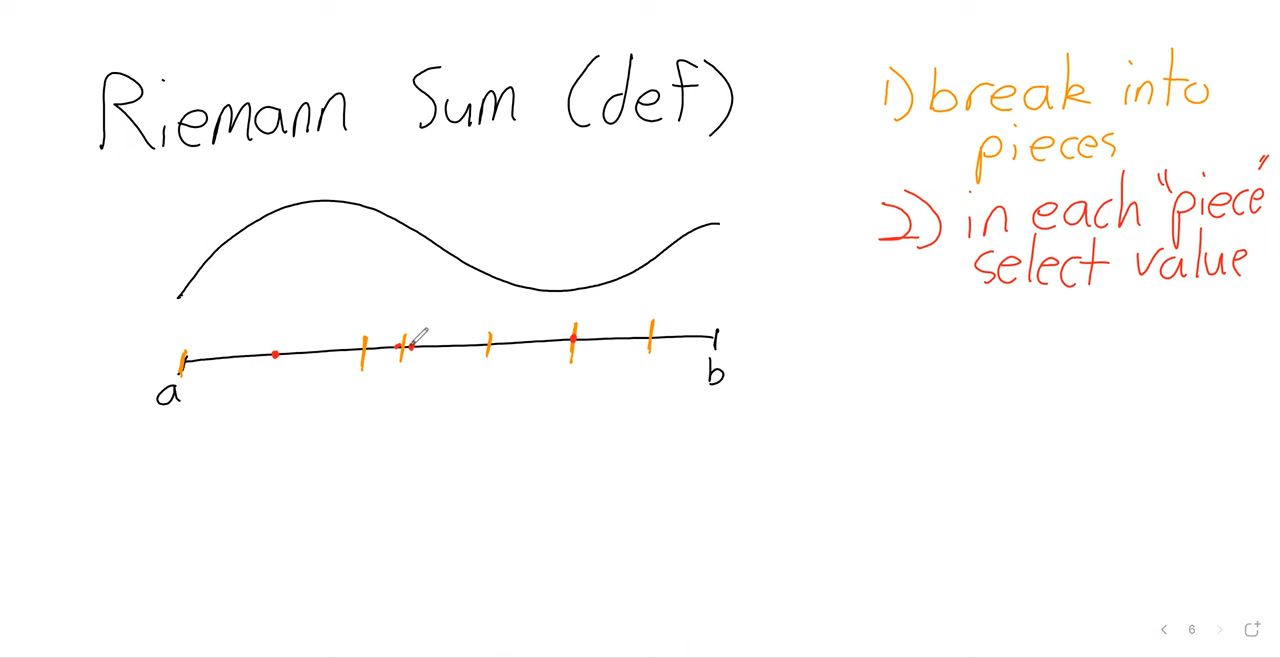 Riemann Sum (def)
1) break into
pieces
2) in each "piece"
select value
a
b
6